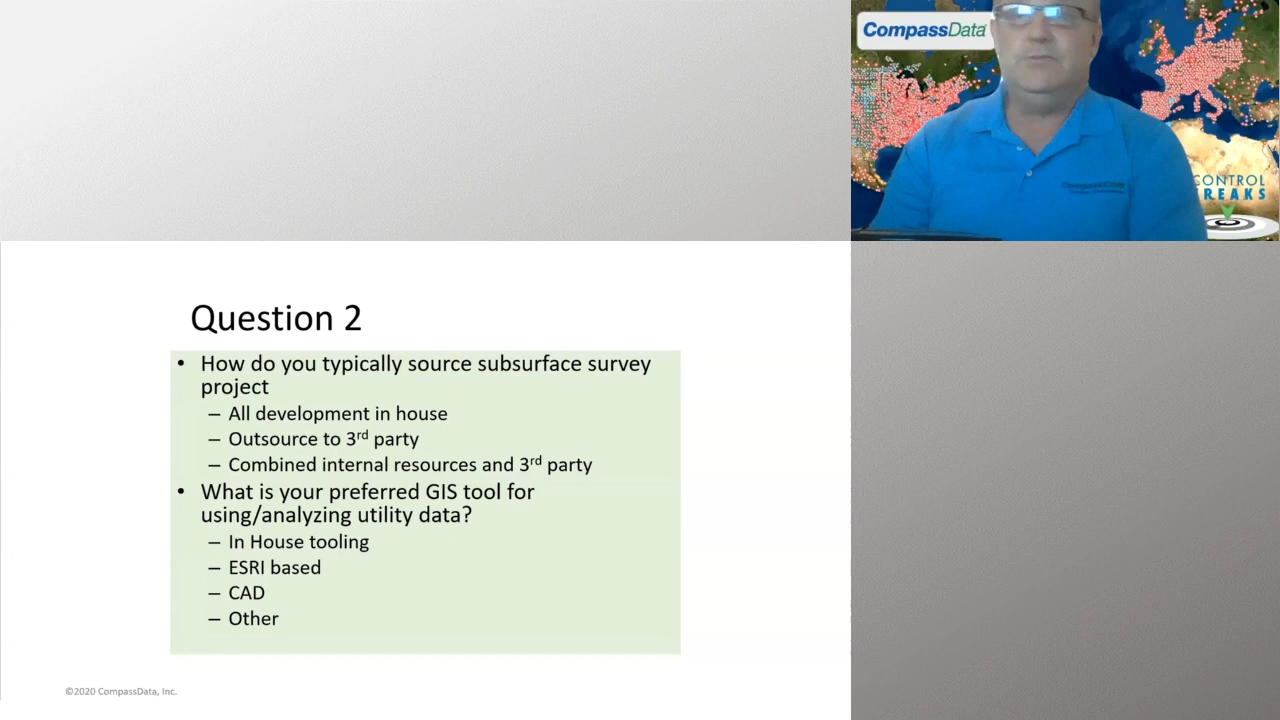 CompassData
CONTROL
REAKS
Question 2
• How do you typically source subsurface survey
project
– All development in house
– Outsource to 3rd party
– Combined internal resources and 3rd party
• What is your preferred GIS tool for
using/analyzing utility data?
– In House tooling
– ESRI based
– CAD
– Other
©2020 CompassData, Inc.